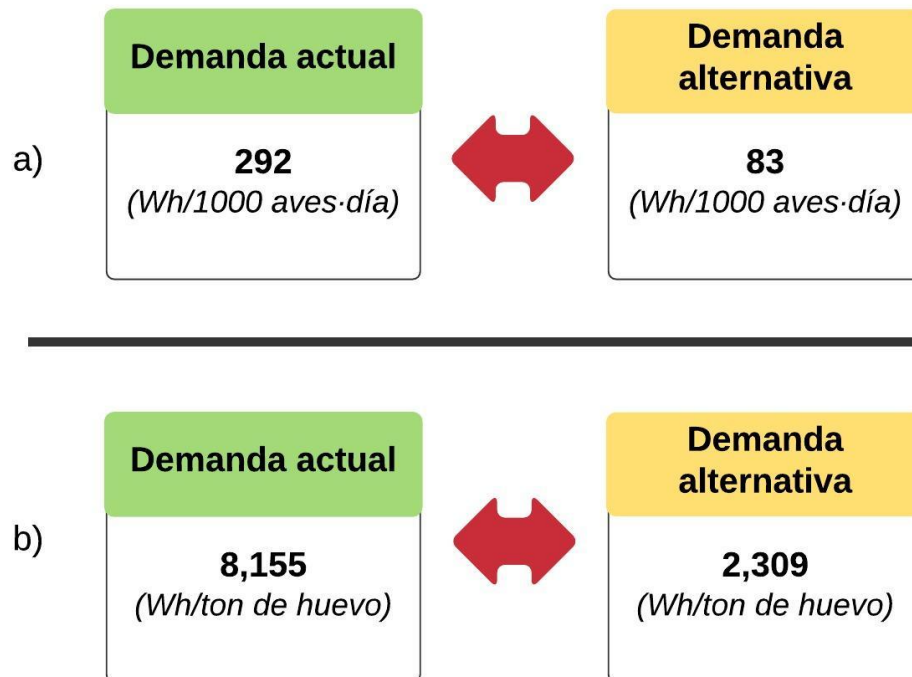 Demanda actual
Demanda
alternativa
a)
292
(Wh/1000 aves·día)
83
(Wh/1000 aves·día)
Demanda actual
Demanda
alternativa
b)
8,155
(Wh/ton de huevo)
2,309
(Wh/ton de huevo)